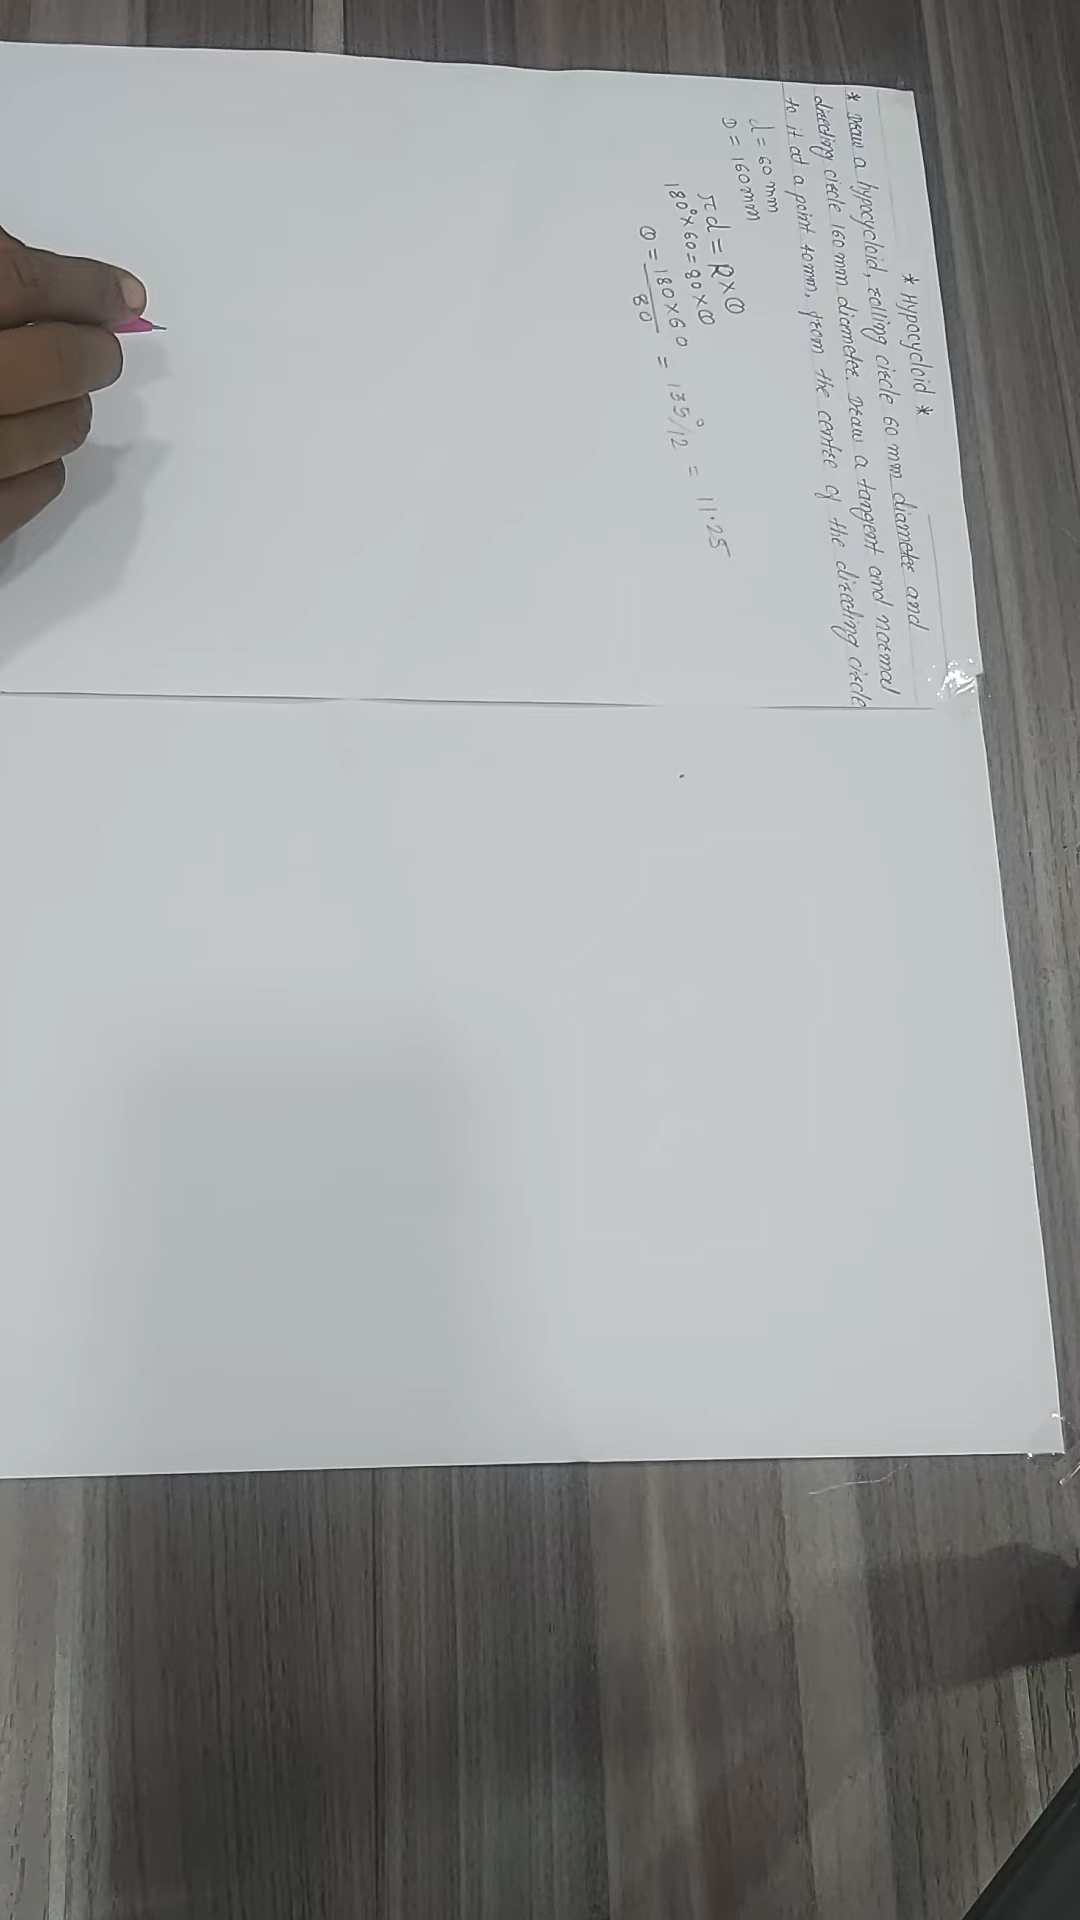 * Hypocycloid *
* Draw a hypocycloid, rolling circle 60 mm diameter and
directing circle 160 mm diameter. Draw a tangent and normal
to it at a point 40mm, from the centre of the directing circle
d = 60 mm
D = 160mm
πd = R×θ
180°×60 = 80×θ
θ = 180×60/80 = 135°/12 = 11.25